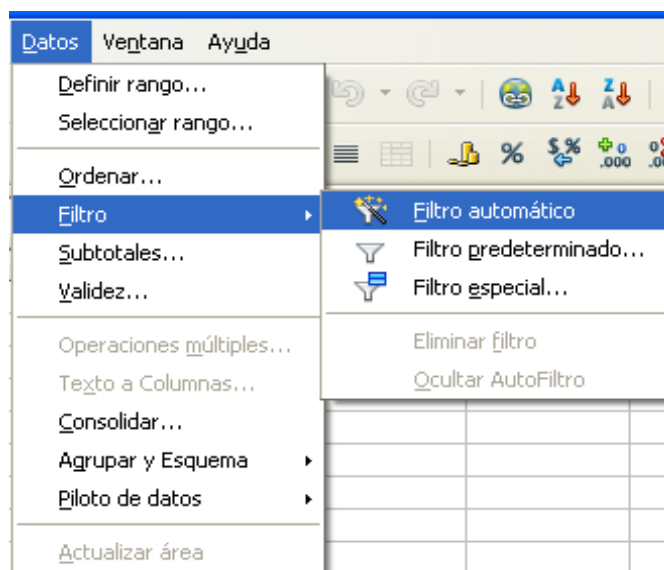 Datos Ventana Ayuda
Definir rango...
Seleccionar rango...
Ordenar...
Filtro
Subtotales...
Validez...
Operaciones múltiples...
Texto a Columnas...
Consolidar...
Agrupar y Esquema
Piloto de datos
Actualizar área
Filtro automático
Filtro predeterminado...
Filtro especial...
Eliminar filtro
Ocultar AutoFiltro
A Z
Z A
% $% .000